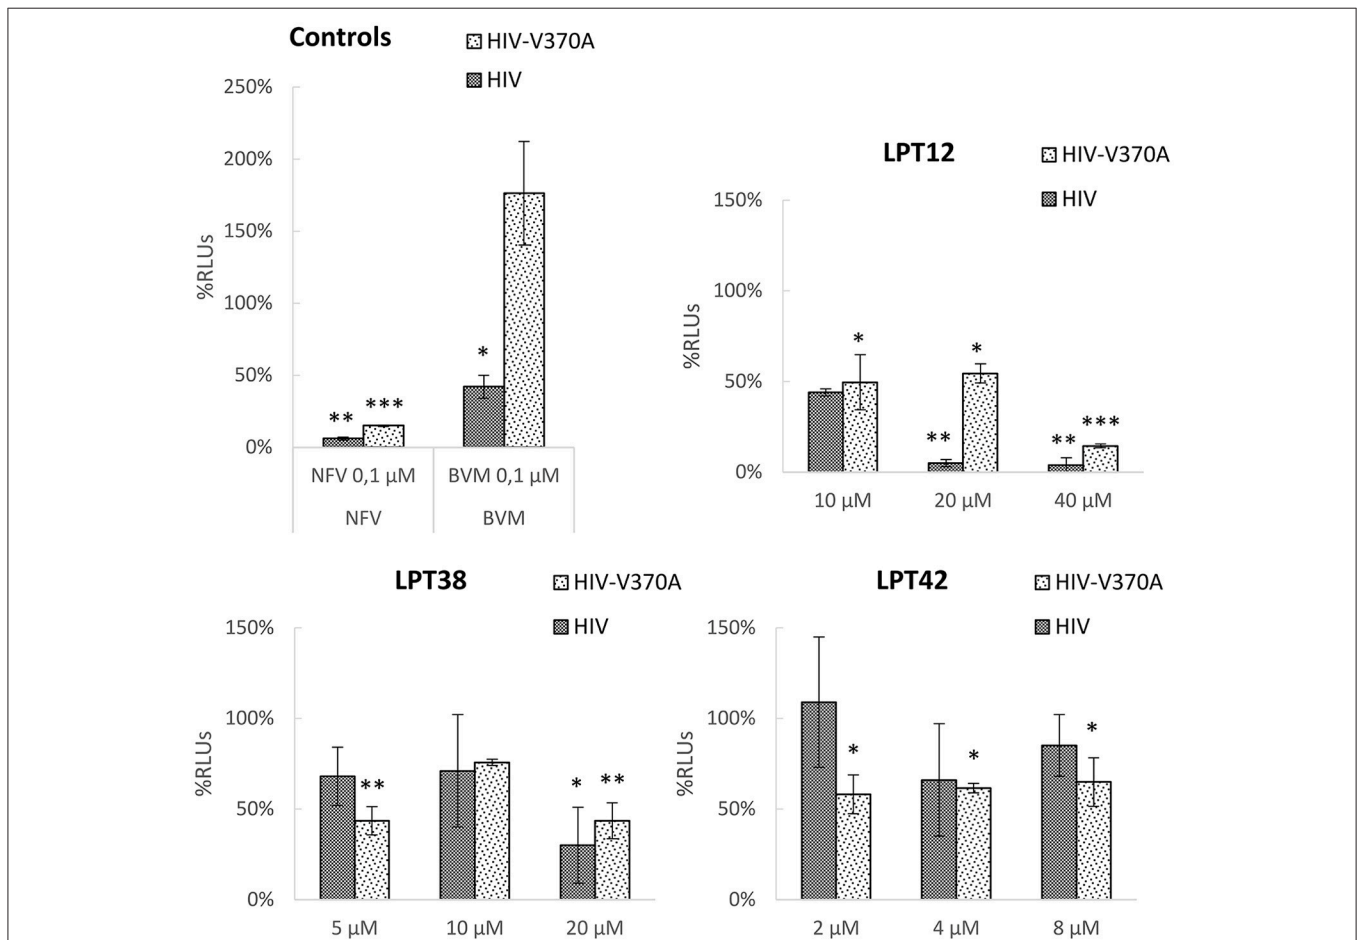 Controls
HIV-V370A
HIV
250%
200%
150%
100%
50%
0%
%RLUs
**
***
*
NFV 0,1 µM
BVM 0,1 µM
NFV
BVM
LPT12
HIV-V370A
HIV
150%
100%
50%
0%
%RLUs
*
**
*
**
***
10 µM
20 µM
40 µM
LPT38
HIV-V370A
HIV
150%
100%
50%
0%
%RLUs
**
*
**
5 µM
10 µM
20 µM
LPT42
HIV-V370A
HIV
150%
100%
50%
0%
%RLUs
*
*
*
2 µM
4 µM
8 µM